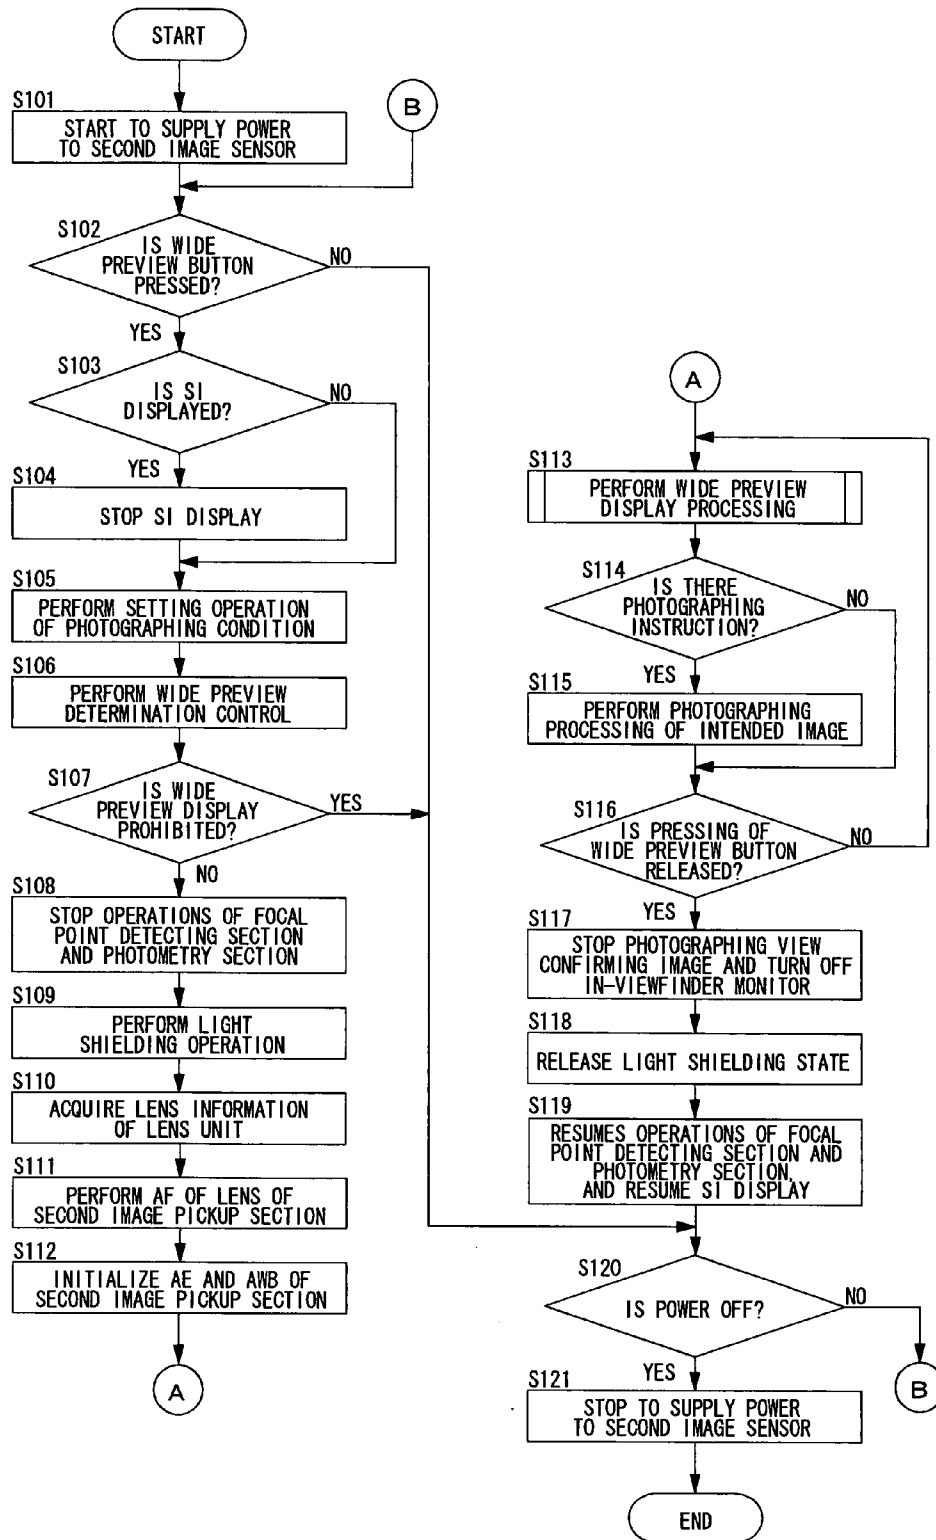 START
S101
START TO SUPPLY POWER
TO SECOND IMAGE SENSOR
B
S102
IS WIDE
PREVIEW BUTTON
PRESSED?
NO
YES
S103
IS SI
DISPLAYED?
NO
YES
S104
STOP SI DISPLAY
S105
PERFORM SETTING OPERATION
OF PHOTOGRAPHING CONDITION
S106
PERFORM WIDE PREVIEW
DETERMINATION CONTROL
S107
IS WIDE
PREVIEW DISPLAY
PROHIBITED?
YES
NO
S108
STOP OPERATIONS OF FOCAL
POINT DETECTING SECTION
AND PHOTOMETRY SECTION
S109
PERFORM LIGHT
SHIELDING OPERATION
S110
ACQUIRE LENS INFORMATION
OF LENS UNIT
S111
PERFORM AF OF LENS OF
SECOND IMAGE PICKUP SECTION
S112
INITIALIZE AE AND AWB OF
SECOND IMAGE PICKUP SECTION
A
A
S113
PERFORM WIDE PREVIEW
DISPLAY PROCESSING
S114
IS THERE
PHOTOGRAPHING
INSTRUCTION?
NO
YES
S115
PERFORM PHOTOGRAPHING
PROCESSING OF INTENDED IMAGE
S116
IS PRESSING OF
WIDE PREVIEW BUTTON
RELEASED?
NO
YES
S117
STOP PHOTOGRAPHING VIEW
CONFIRMING IMAGE AND TURN OFF
IN-VIEWFINDER MONITOR
S118
RELEASE LIGHT SHIELDING STATE
S119
RESUMES OPERATIONS OF FOCAL
POINT DETECTING SECTION AND
PHOTOMETRY SECTION,
AND RESUME SI DISPLAY
S120
IS POWER OFF?
NO
YES
B
S121
STOP TO SUPPLY POWER
TO SECOND IMAGE SENSOR
END